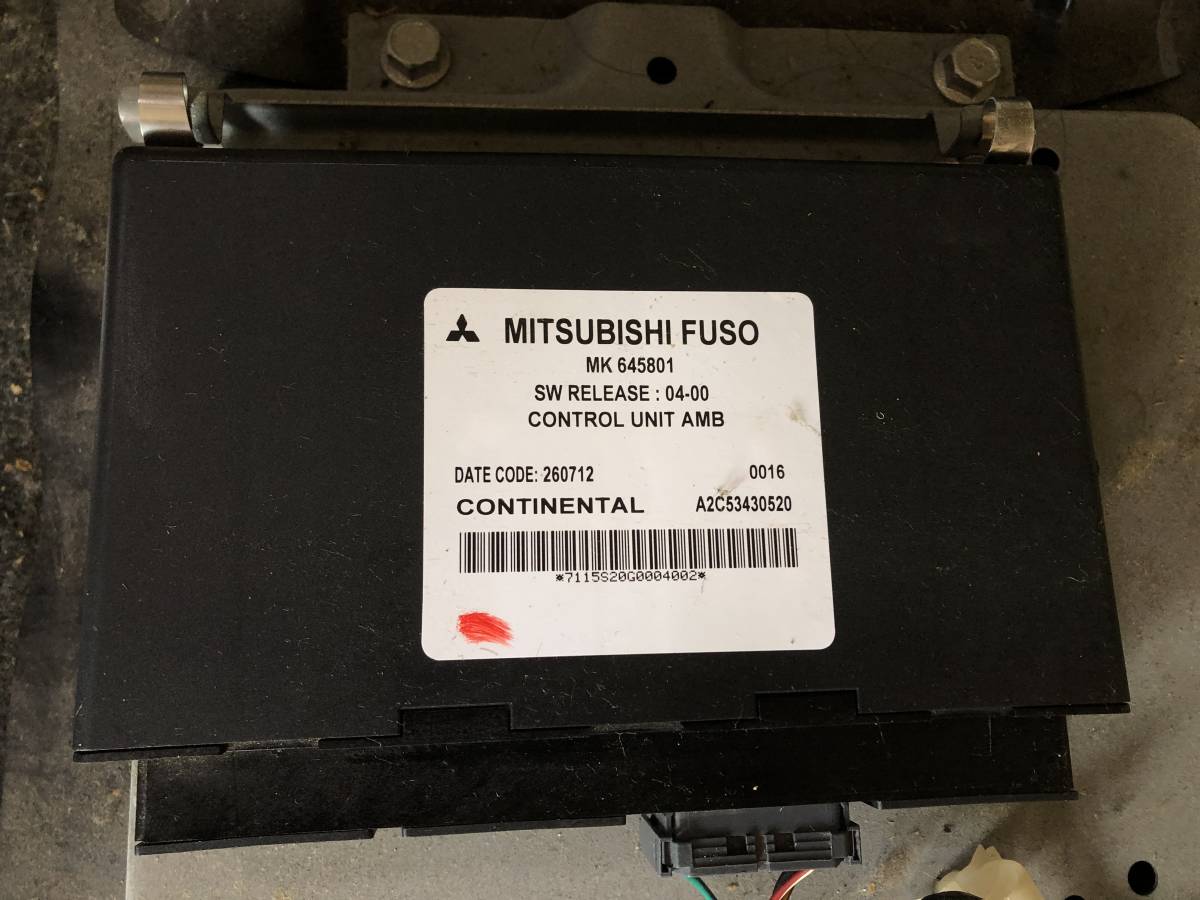 MITSUBISHI FUSO
MK 645801
SW RELEASE : 04-00
CONTROL UNIT AMB
DATE CODE: 260712 0016
CONTINENTAL A2C53430520
*7115S20G0004002*